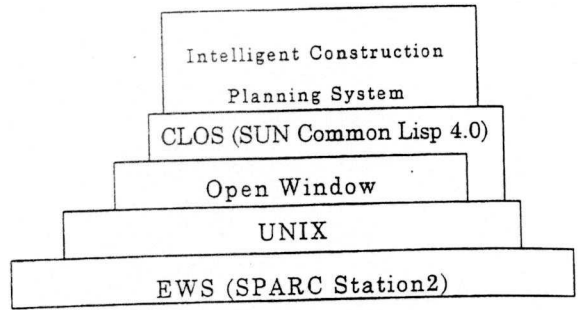 Intelligent Construction
Planning System
CLOS (SUN Common Lisp 4.0)
Open Window
UNIX
EWS (SPARC Station2)